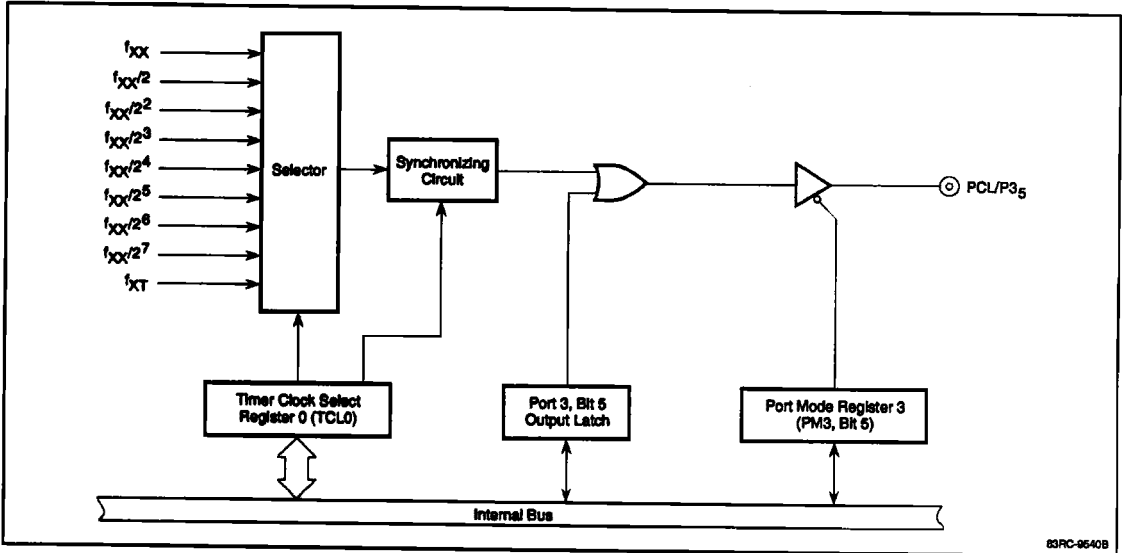 fXX
fXX/2
fXX/2²
fXX/2³
fXX/2⁴
fXX/2⁵
fXX/2⁶
fXX/2⁷
fXT
Selector
Synchronizing
Circuit
PCL/P3₅
Timer Clock Select
Register 0 (TCL0)
Port 3, Bit 5
Output Latch
Port Mode Register 3
(PM3, Bit 5)
Internal Bus
83RC-9540B